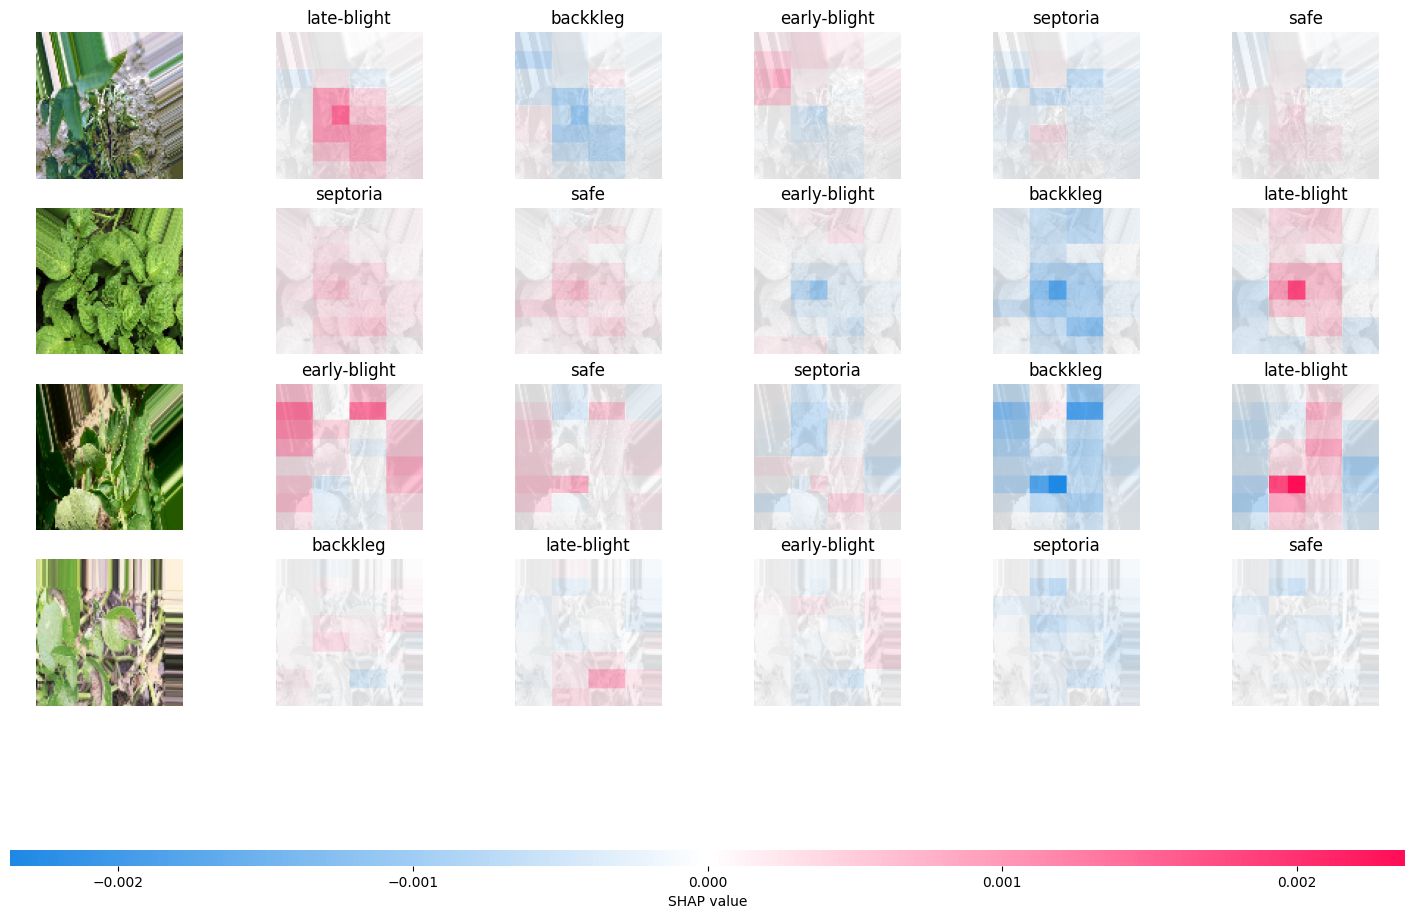 late-blight backkleg early-blight septoria safe
septoria safe early-blight backkleg late-blight
early-blight safe septoria backkleg late-blight
backkleg late-blight early-blight septoria safe
−0.002 −0.001 0.000 0.001 0.002
SHAP value